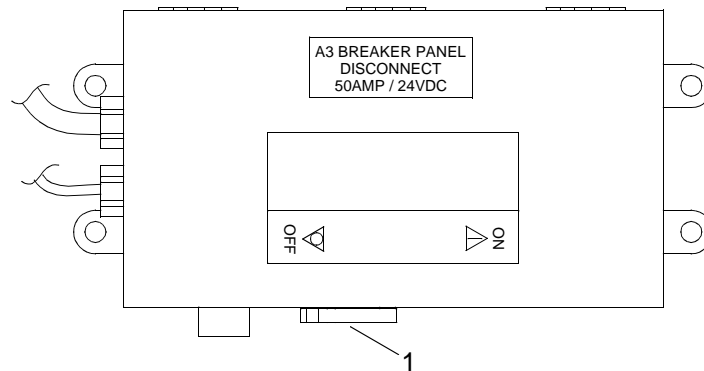 A3 BREAKER PANEL
DISCONNECT
50AMP / 24VDC
OFF
ON
1